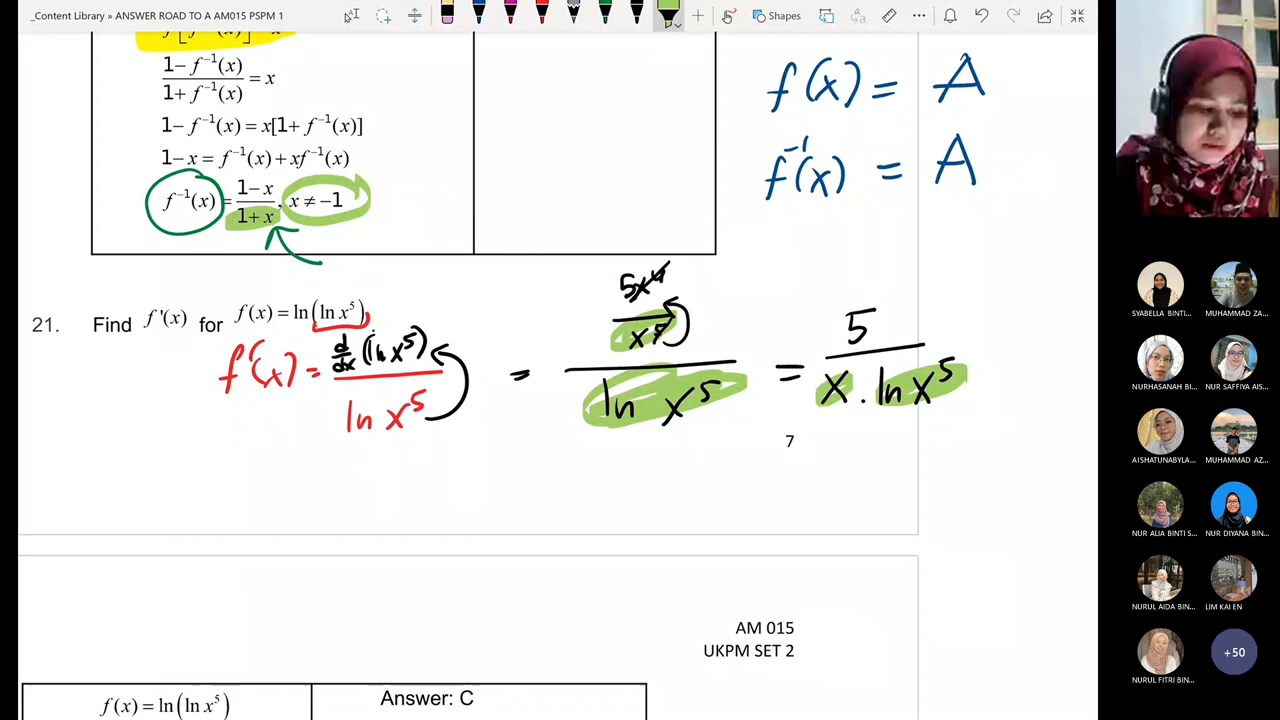 _Content Library » ANSWER ROAD TO A AM015 PSPM 1
Shapes
1− f⁻¹(x) / 1+ f⁻¹(x) = x
1− f⁻¹(x) = x[1+ f⁻¹(x)]
1−x = f⁻¹(x)+xf⁻¹(x)
f⁻¹(x) = 1−x / 1+x, x ≠ −1
f(x) = A
f⁻¹(x) = A
21. Find f'(x) for f(x) = ln(ln x⁵)
f'(x) = d/dx (ln x⁵) / ln x⁵ = 5x⁴ / x⁵ / ln x⁵ = 5 / x . ln x⁵
7
AM 015
UKPM SET 2
f(x) = ln(ln x⁵)
Answer: C
SYABELLA BINTI...
MUHAMMAD ZA...
NURHASANAH BI...
NUR SAFFIYA AIS...
AISHATUNABYLA...
MUHAMMAD AZ...
NUR ALIA BINTI S...
NUR DIYANA BIN...
NURUL AIDA BIN...
LIM KAI EN
NURUL FITRI BIN...
+50